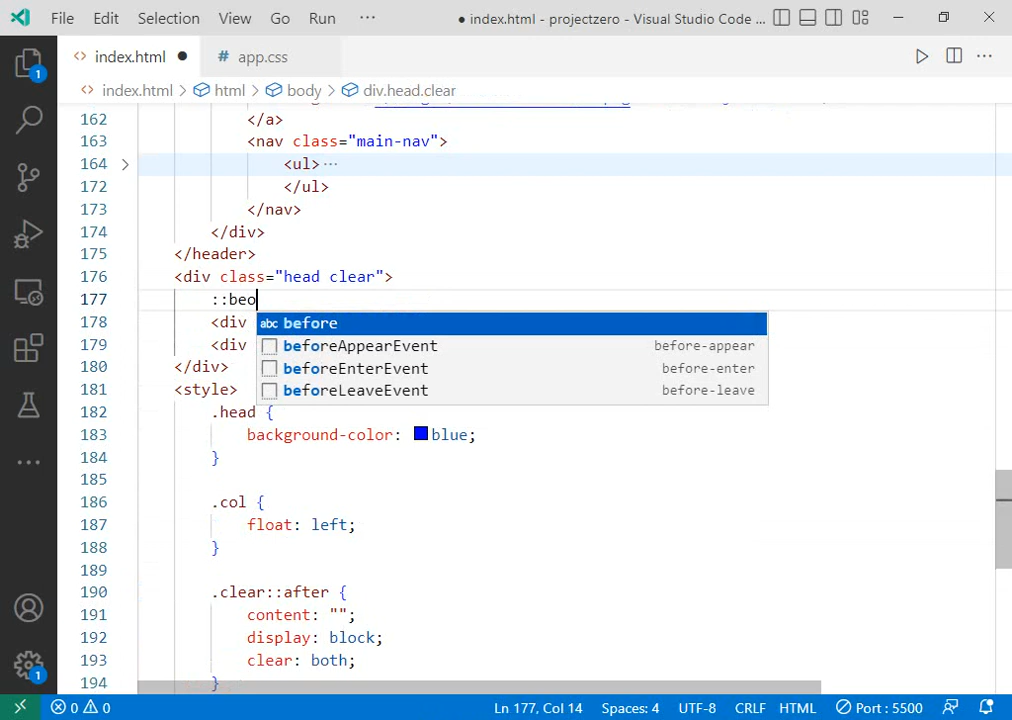 File Edit Selection View Go Run ··· ● index.html - projectzero - Visual Studio Code ...
<> index.html ● # app.css
<> index.html > html > body > div.head.clear
162 </a>
163 <nav class="main-nav">
164 > <ul>···
172 </ul>
173 </nav>
174 </div>
175 </header>
176 <div class="head clear">
177 ::beo
178 <div
abc before
179 <div
beforeAppearEvent before-appear
180 </div>
beforeEnterEvent before-enter
181 <style>
beforeLeaveEvent before-leave
182 .head {
183 background-color: blue;
184 }
185
186 .col {
187 float: left;
188 }
189
190 .clear::after {
191 content: "";
192 display: block;
193 clear: both;
194 }
1
1
0 0 Ln 177, Col 14 Spaces: 4 UTF-8 CRLF HTML Port : 5500